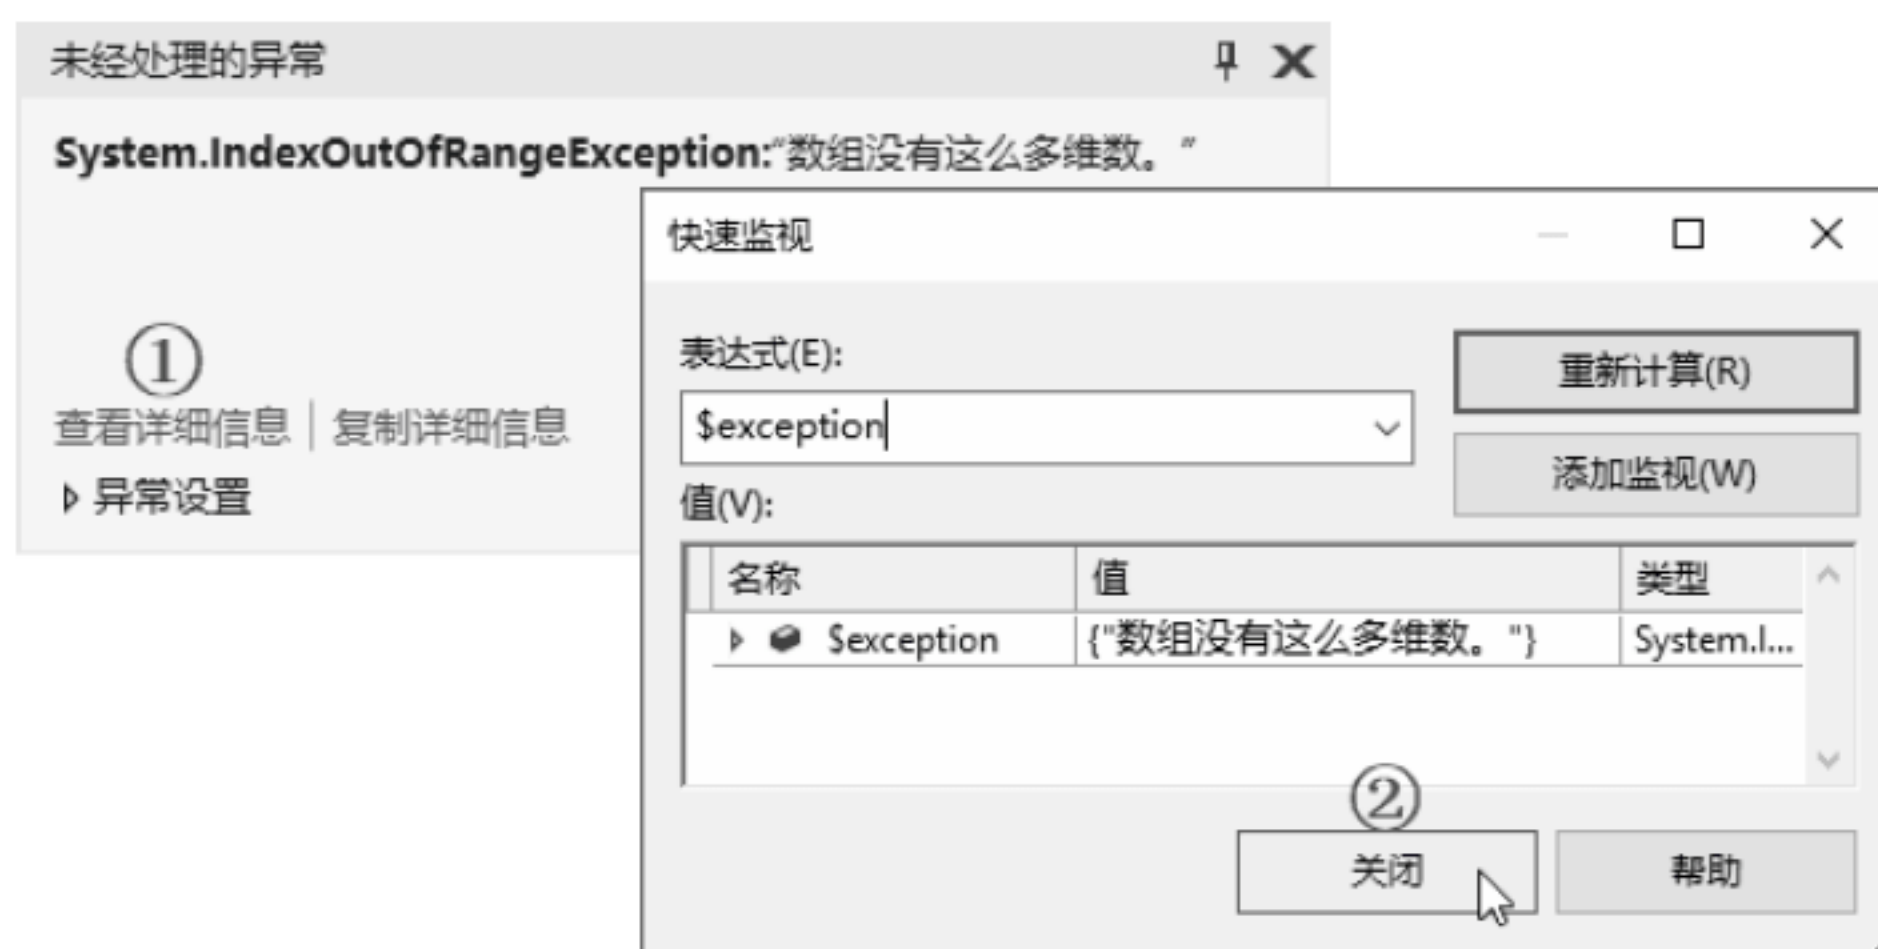 未经处理的异常
System.IndexOutOfRangeException:“数组没有这么多维数。”
①
查看详细信息 | 复制详细信息
异常设置
快速监视
表达式(E):
重新计算(R)
$exception
添加监视(W)
值(V):
名称 值 类型
$exception {"数组没有这么多维数。"} System.I...
②
关闭 帮助